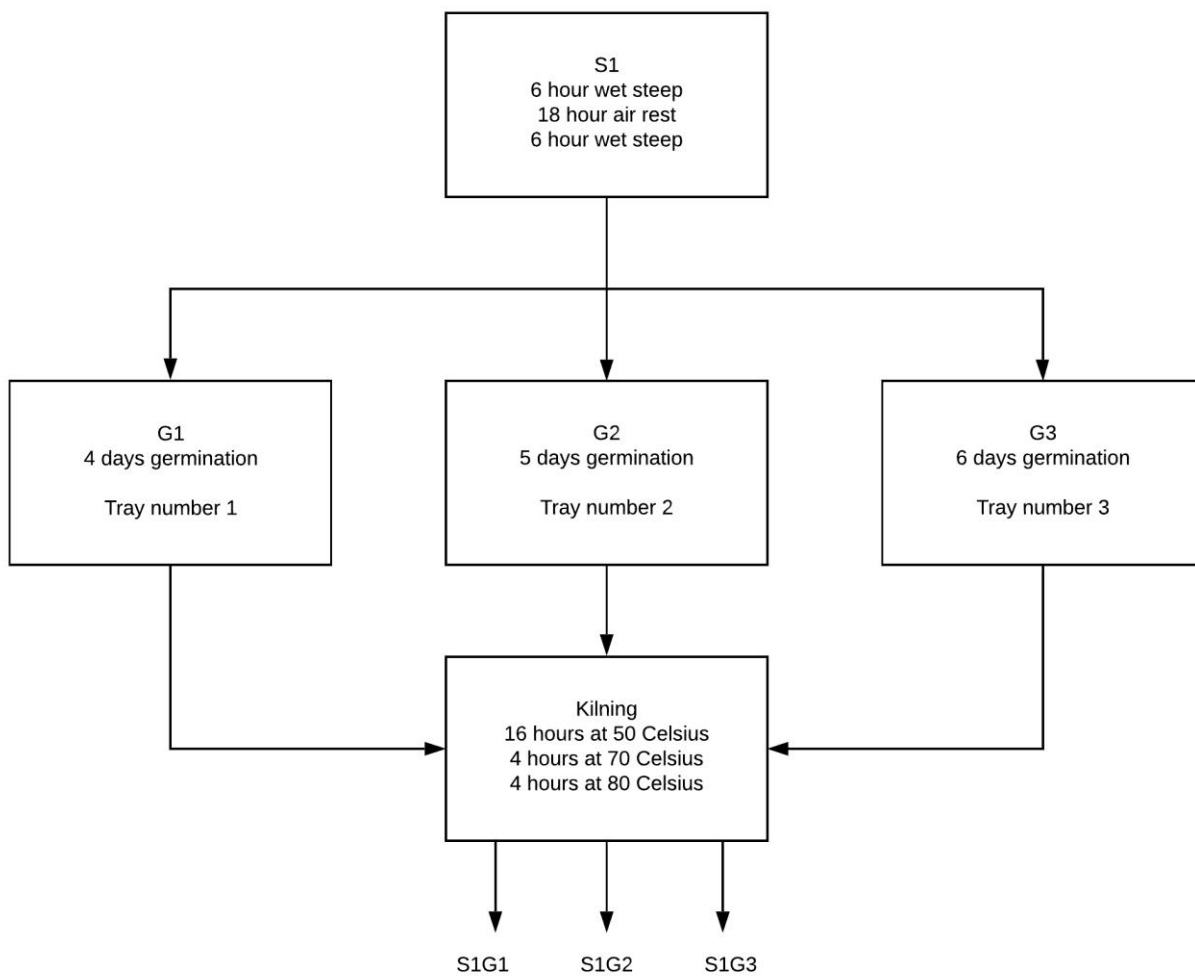 S1
6 hour wet steep
18 hour air rest
6 hour wet steep
G1
4 days germination
Tray number 1
G2
5 days germination
Tray number 2
G3
6 days germination
Tray number 3
Kilning
16 hours at 50 Celsius
4 hours at 70 Celsius
4 hours at 80 Celsius
S1G1
S1G2
S1G3